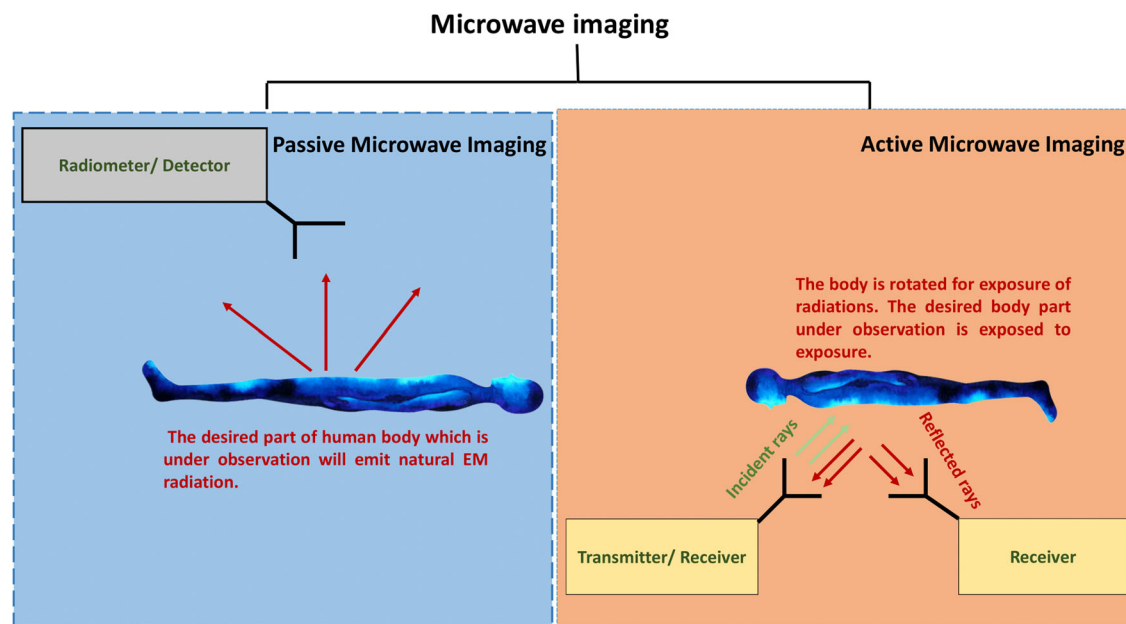 Microwave imaging
Passive Microwave Imaging
Radiometer/ Detector
The desired part of human body which is
under observation will emit natural EM
radiation.
Active Microwave Imaging
The body is rotated for exposure of
radiations. The desired body part
under observation is exposed to
exposure.
Incident rays
Reflected rays
Transmitter/ Receiver
Receiver